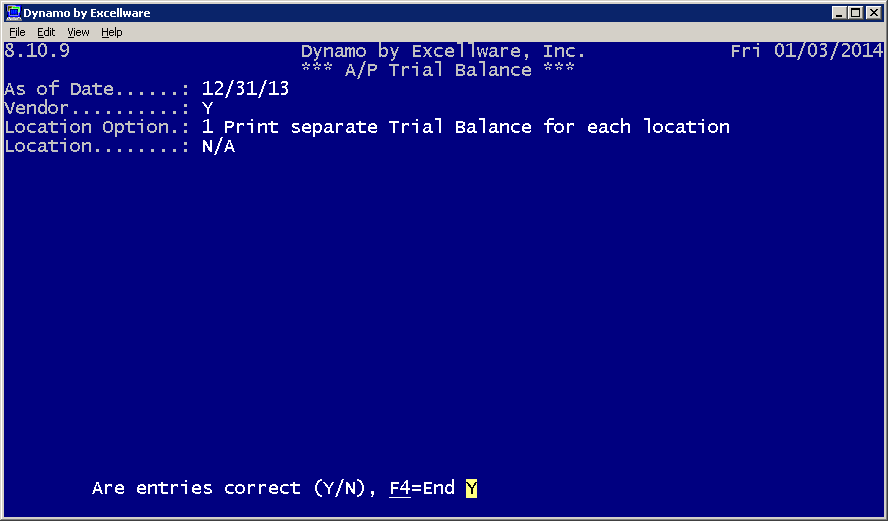 Dynamo by Excellware
File Edit View Help
8.10.9 Dynamo by Excellware, Inc. Fri 01/03/2014
*** A/P Trial Balance ***
As of Date......: 12/31/13
Vendor..........: Y
Location Option.: 1 Print separate Trial Balance for each location
Location........: N/A
Are entries correct (Y/N), F4=End Y